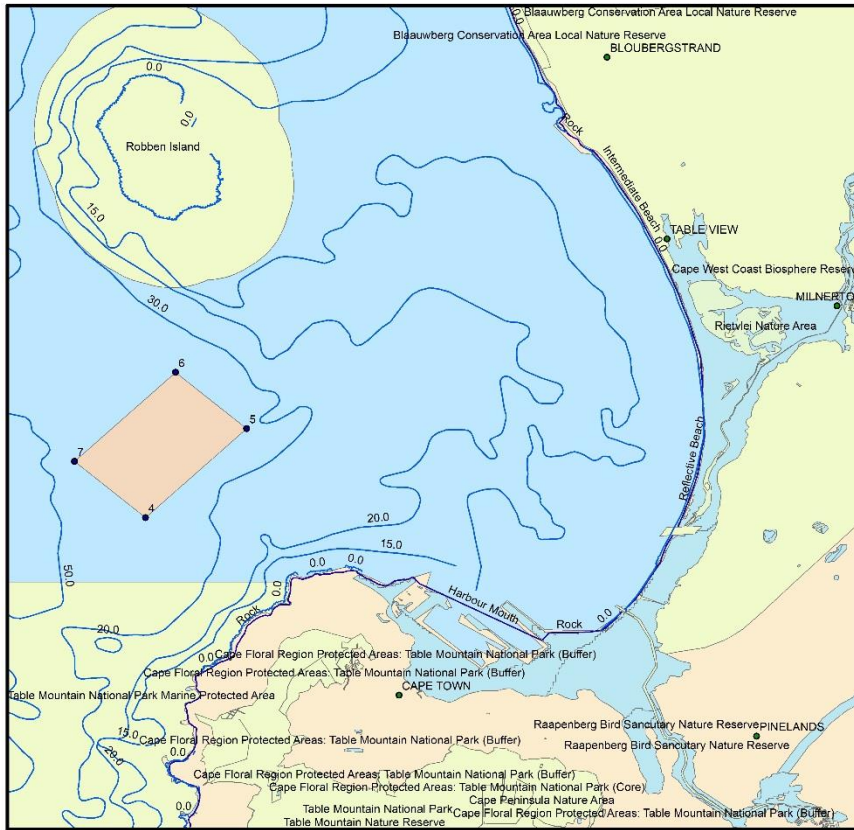 Blaauwberg Conservation Area Local Nature Reserve
0.0
Blaauwberg Conservation Area Local Nature Reserve
BLOUBERGSTRAND
0.0
0.0
Rock
Robben Island
Intermediate Beach
15.0
TABLE VIEW
0.0
Cape West Coast Biosphere Reserv
30.0
MILNERTO
Rietvlei Nature Area
6
5
Reflective Beach
7
4
20.0
15.0
50.0
0.0
0.0
0.0
Harbour Mouth
Rock
Rock
0.0
20.0
Cape Floral Region Protected Areas: Table Mountain National Park (Buffer)
0.0
Cape Floral Region Protected Areas: Table Mountain National Park (Buffer)
CAPE TOWN
Table Mountain National Park Marine Protected Area
Raapenberg Bird Sancutary Nature Reserve
PINELANDS
15.0
Cape Floral Region Protected Areas: Table Mountain National Park (Buffer)
Raapenberg Bird Sancutary Nature Reserve
0.0
20.0
Cape Floral Region Protected Areas: Table Mountain National Park (Buffer)
Cape Floral Region Protected Areas: Table Mountain National Park (Core)
Cape Peninsula Nature Area
0.0
Table Mountain National Park
Cape Floral Region Protected Areas: Table Mountain National Park (Buffer)
Table Mountain Nature Reserve